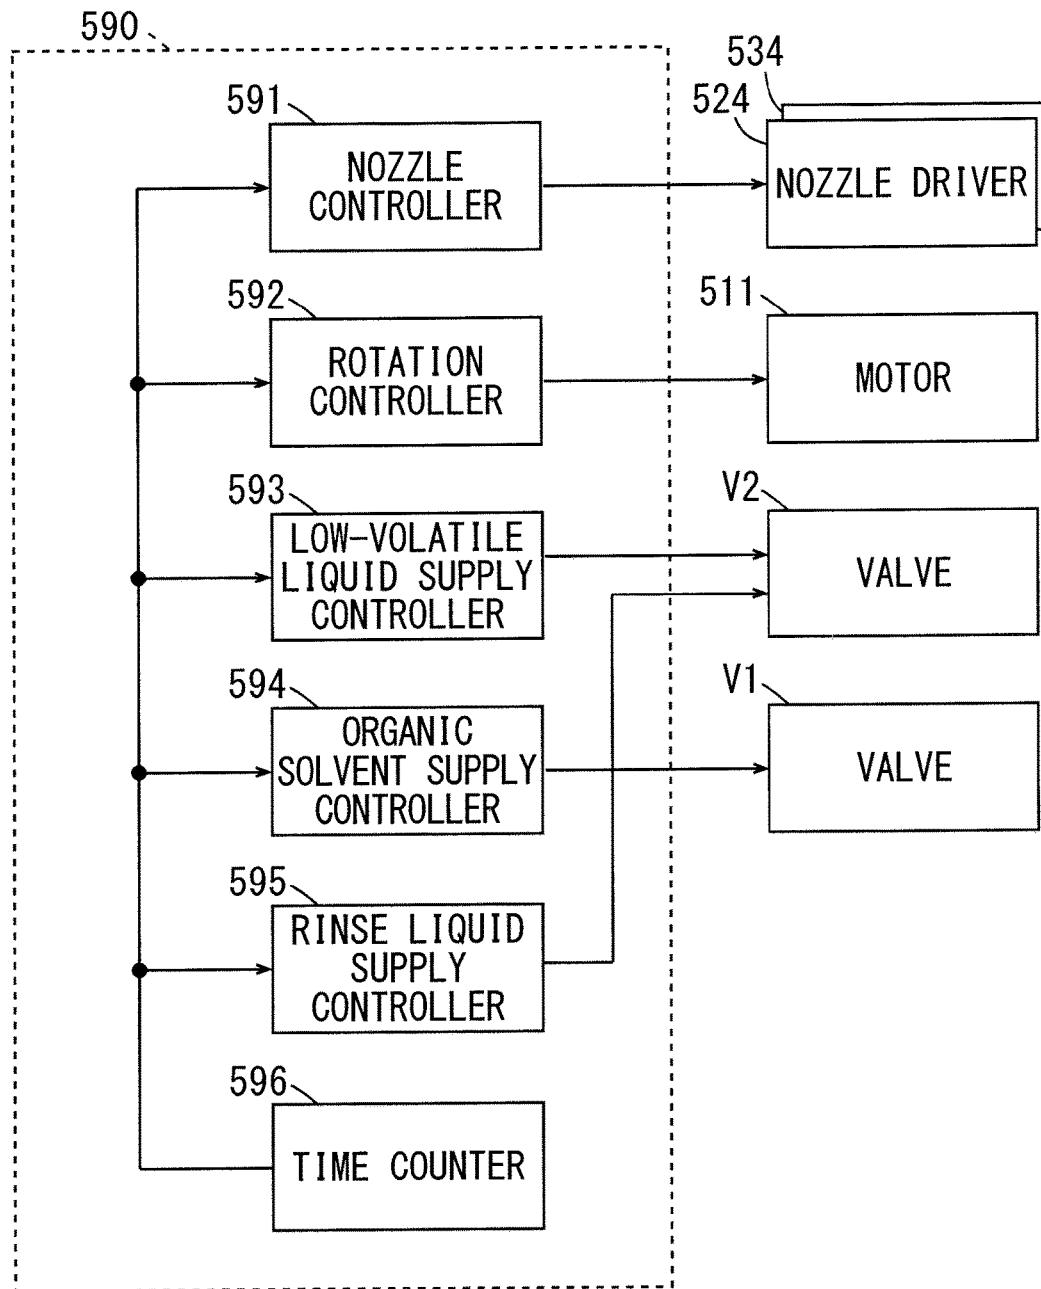 590
534
591
524
NOZZLE
CONTROLLER
NOZZLE DRIVER
592
511
ROTATION
CONTROLLER
MOTOR
593
V2
LOW-VOLATILE
LIQUID SUPPLY
CONTROLLER
VALVE
594
V1
ORGANIC
SOLVENT SUPPLY
CONTROLLER
VALVE
595
RINSE LIQUID
SUPPLY
CONTROLLER
596
TIME COUNTER